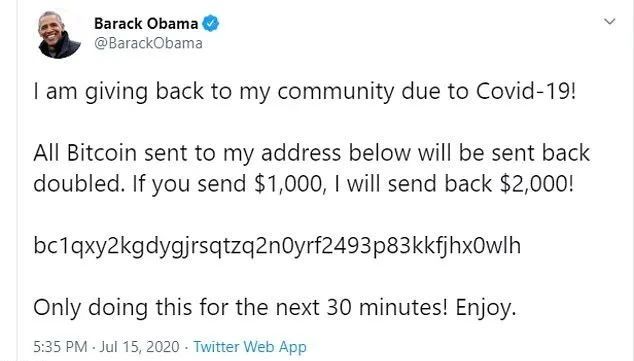 Barack Obama
@BarackObama
I am giving back to my community due to Covid-19!
All Bitcoin sent to my address below will be sent back
doubled. If you send $1,000, I will send back $2,000!
bc1qxy2kgdygjrsqtzq2n0yrf2493p83kkfjhx0wlh
Only doing this for the next 30 minutes! Enjoy.
5:35 PM · Jul 15, 2020 · Twitter Web App